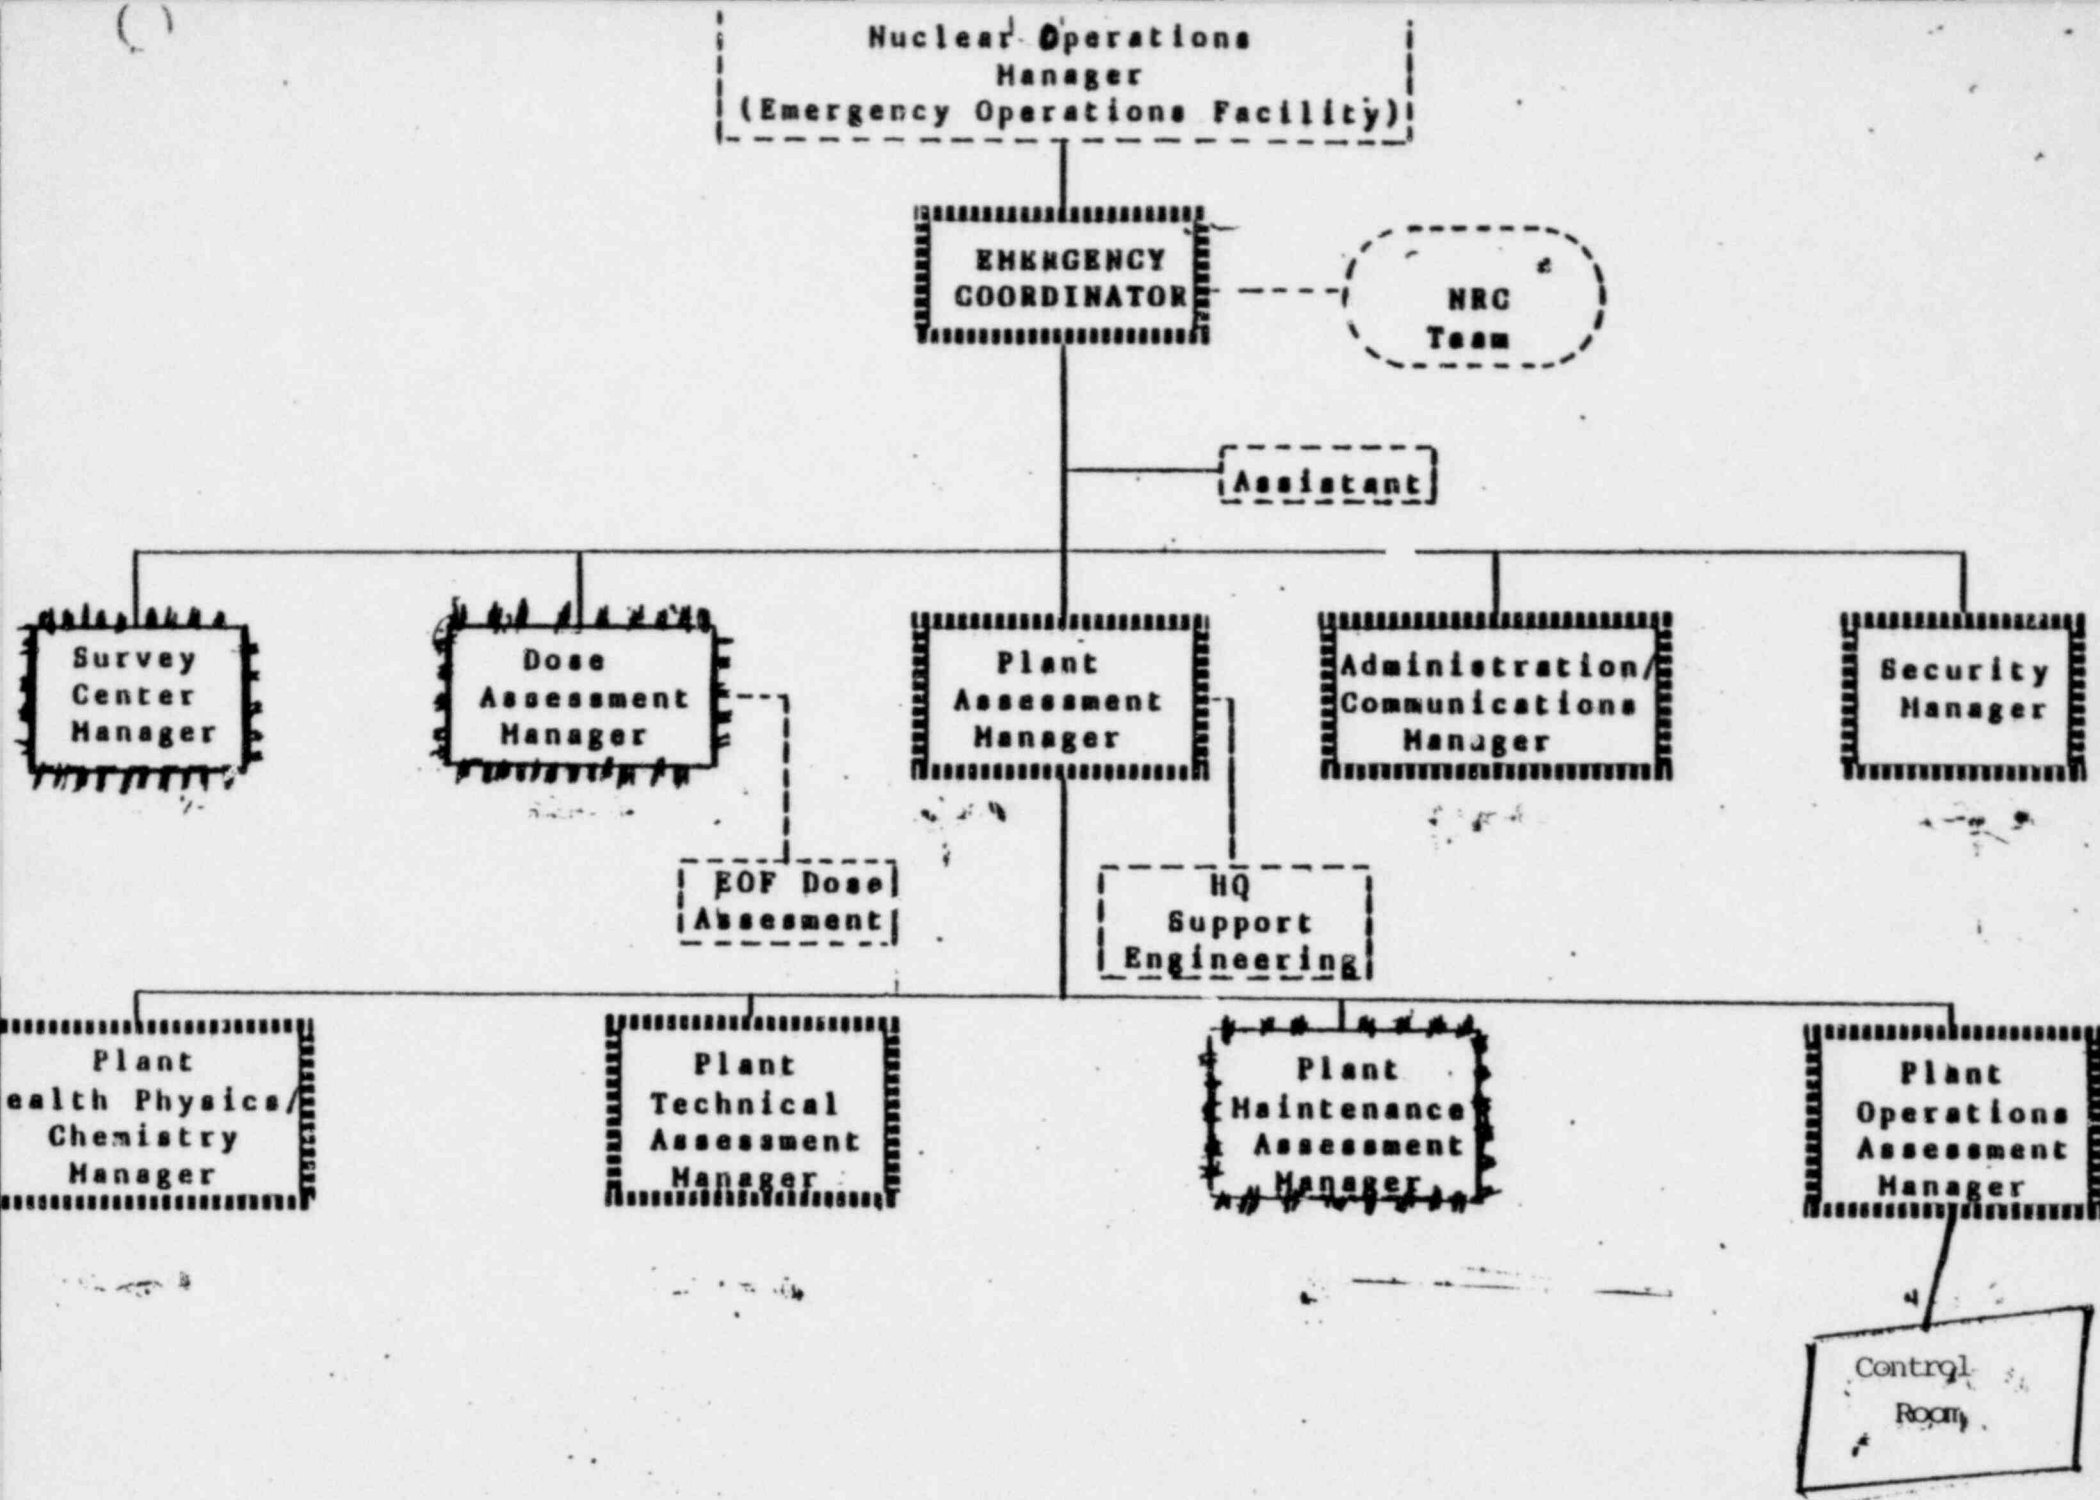 Nuclear Operations
Manager
(Emergency Operations Facility)
EMERGENCY
COORDINATOR
NRC
Team
Assistant
Survey
Center
Manager
Dose
Assessment
Manager
Plant
Assessment
Manager
Administration/
Communications
Manager
Security
Manager
EOF Dose
Assesment
HQ
Support
Engineering
Plant
ealth Physics/
Chemistry
Manager
Plant
Technical
Assessment
Manager
Plant
Maintenance
Assessment
Manager
Plant
Operations
Assessment
Manager
Control
Room